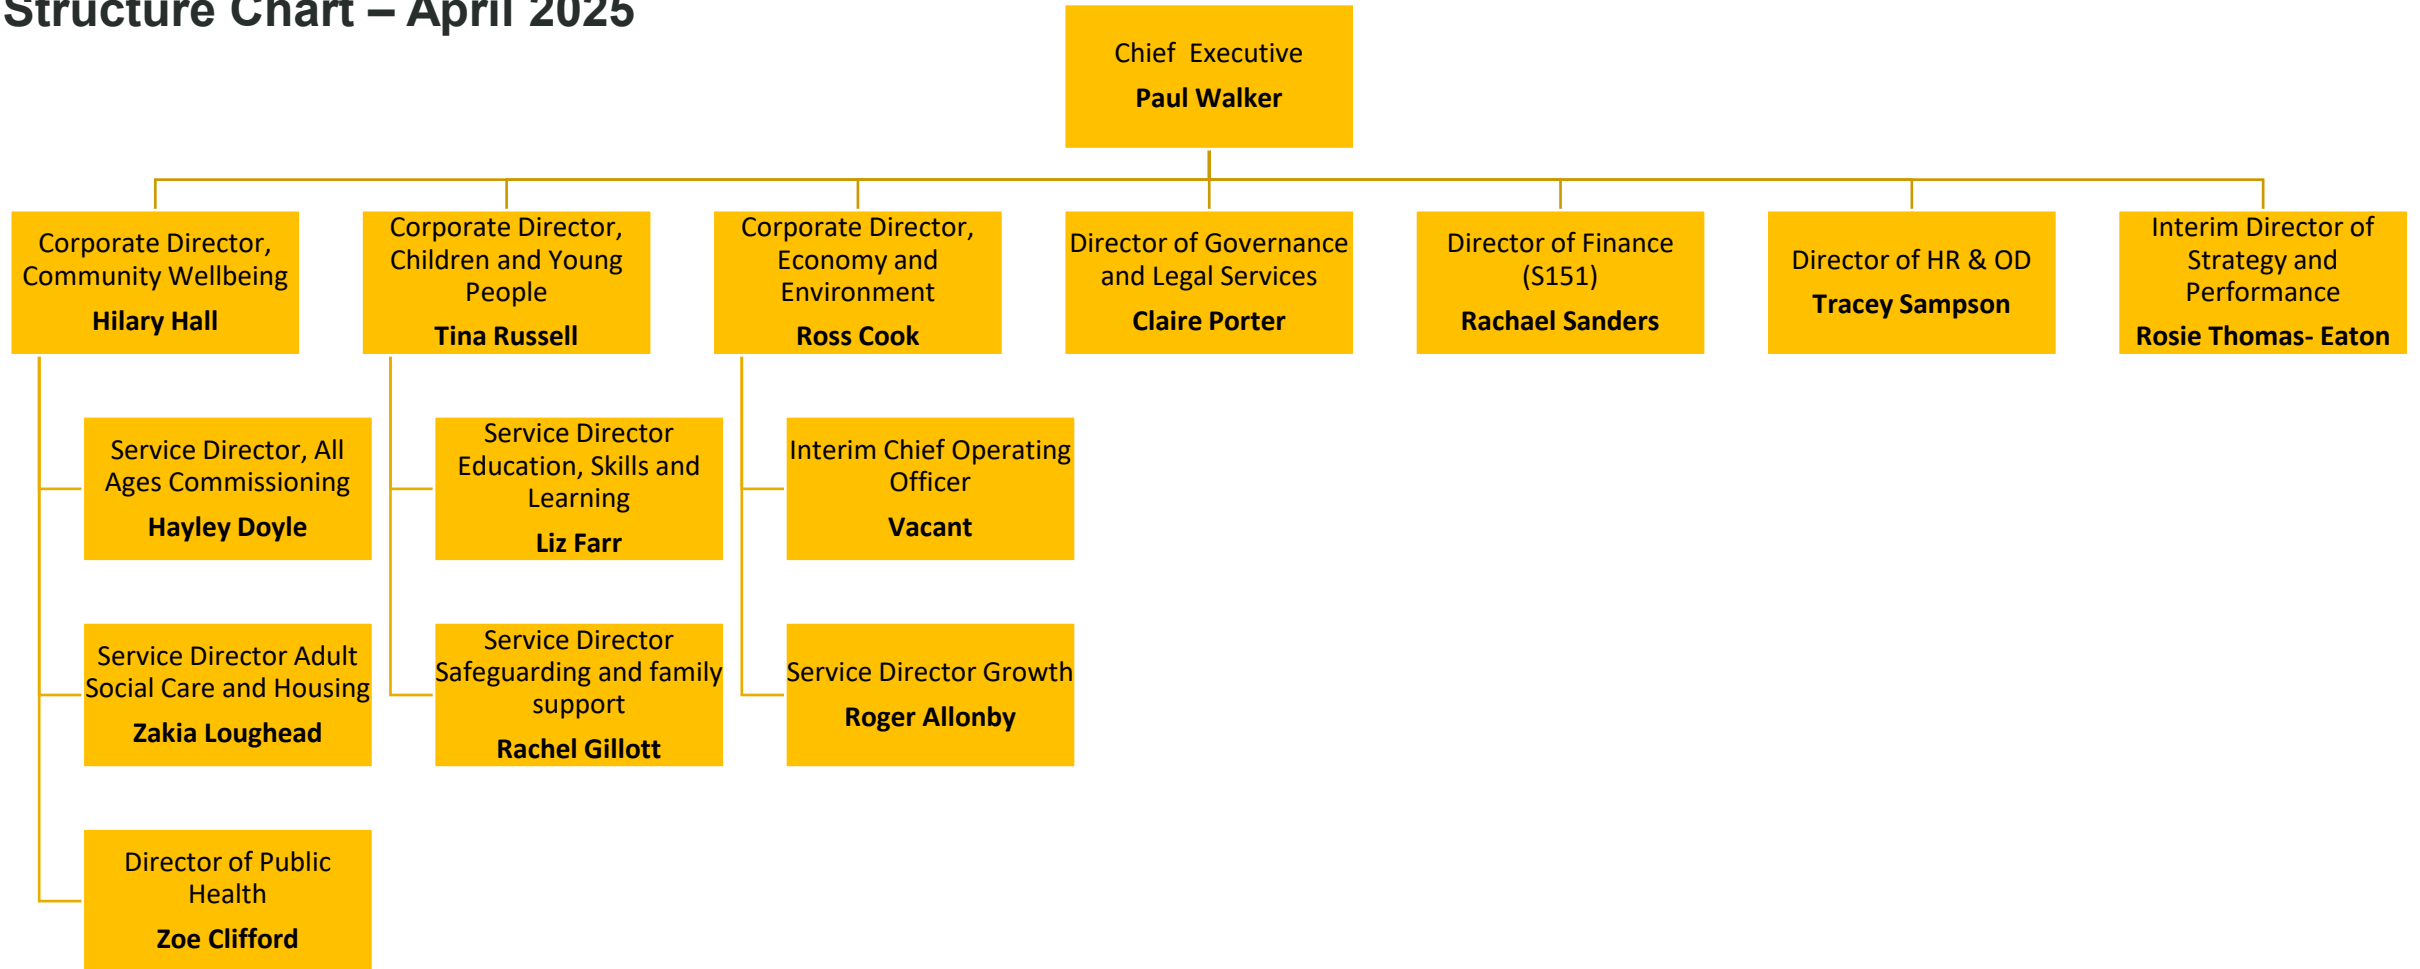 Structure Chart – April 2025
Chief Executive
Paul Walker
Corporate Director,
Community Wellbeing
Hilary Hall
Corporate Director,
Children and Young
People
Tina Russell
Corporate Director,
Economy and
Environment
Ross Cook
Director of Governance
and Legal Services
Claire Porter
Director of Finance
(S151)
Rachael Sanders
Director of HR & OD
Tracey Sampson
Interim Director of
Strategy and
Performance
Rosie Thomas- Eaton
Service Director, All
Ages Commissioning
Hayley Doyle
Service Director
Education, Skills and
Learning
Liz Farr
Interim Chief Operating
Officer
Vacant
Service Director Adult
Social Care and Housing
Zakia Loughead
Service Director
Safeguarding and family
support
Rachel Gillott
Service Director Growth
Roger Allonby
Director of Public
Health
Zoe Clifford